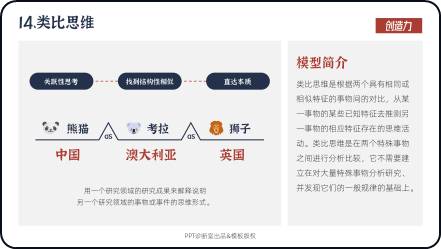 14.类比思维
创造力
关联性思考
找到结构性相似
直达本质
熊猫
as
考拉
as
狮子
中国
澳大利亚
英国
用一个研究领域的研究成果来解释说明
另一个研究领域的事物或事件的思维形式。
模型简介
类比思维是根据两个具有相同或
相似特征的事物间的对比，从某
一事物的某些已知特征去推测另
一事物的相应特征存在的思维活
动。类比思维是在两个特殊事物
之间进行分析比较，它不需要建
立在对大量特殊事物分析研究、
并发现它们的一般规律的基础上。
PPT诊断室出品&模板版权